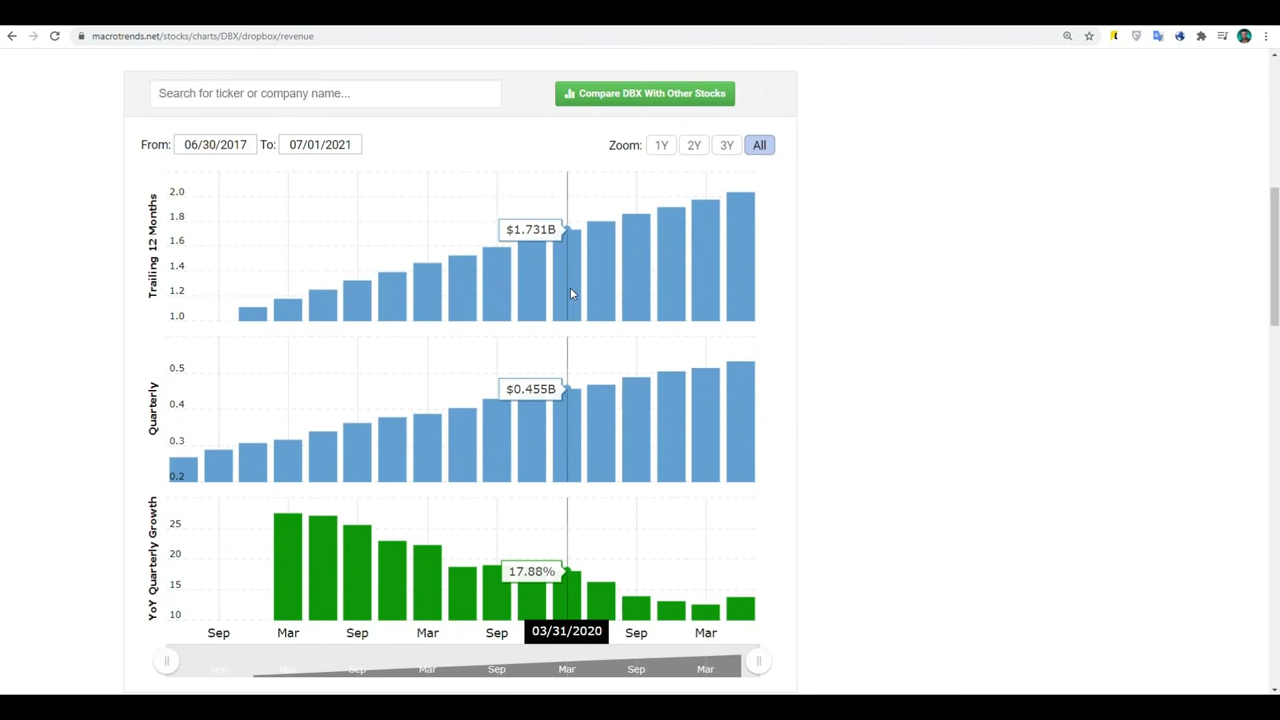 macrotrends.net/stocks/charts/DBX/dropbox/revenue
Search for ticker or company name...
Compare DBX With Other Stocks
From: 06/30/2017 To: 07/01/2021
Zoom: 1Y 2Y 3Y All
Trailing 12 Months
2.0
1.8
1.6
1.4
1.2
1.0
$1.731B
Quarterly
0.5
0.4
0.3
0.2
$0.455B
YoY Quarterly Growth
25
20
15
10
17.88%
Sep Mar Sep Mar Sep 03/31/2020 Sep Mar
Sep Mar Sep Mar Sep Mar Sep Mar